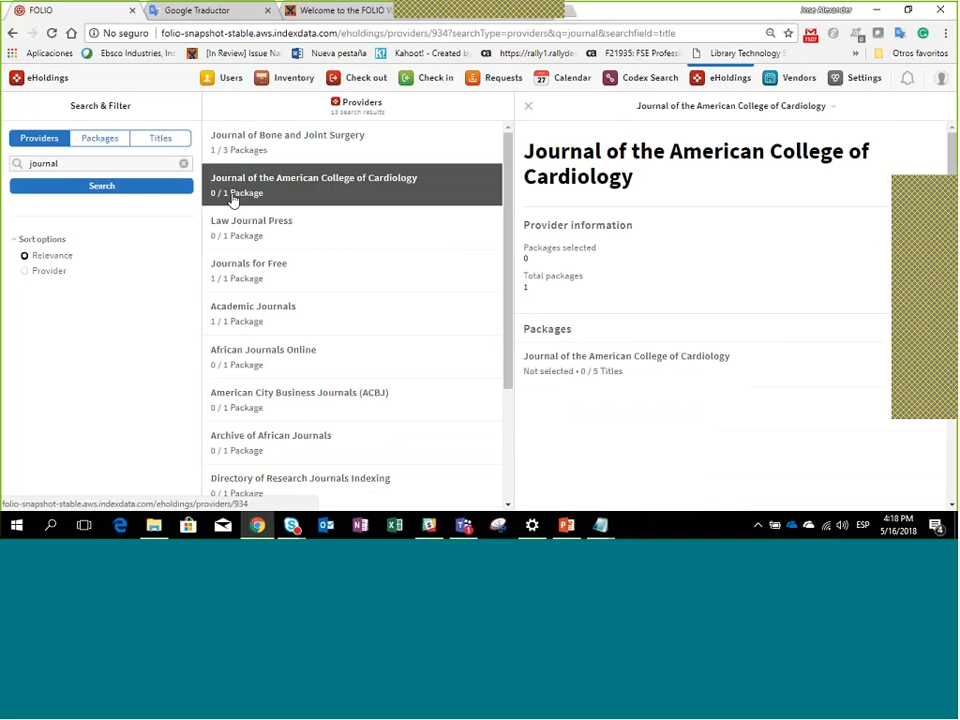 FOLIO
Google Traductor
Welcome to the FOLIO
Jose Alexander
No seguro
folio-snapshot-stable.aws.indexdata.com/eholdings/providers/934?searchType=providers&q=journal&searchfield=title
Aplicaciones
Ebsco Industries, Inc
[In Review] Issue Na
Nueva pestaña
Kahoot! - Created by
https://rally1.rallyde
F21935: FSE Profess
Library Technology
»
Otros favoritos
eHoldings
Users
Inventory
Check out
Check in
Requests
27
Calendar
Codex Search
eHoldings
Vendors
Settings
Search & Filter
Providers
Packages
Titles
journal
Search
Sort options
Relevance
Provider
Providers
13 search results
Journal of Bone and Joint Surgery
1 / 3 Packages
Journal of the American College of Cardiology
0 / 1 Package
Law Journal Press
0 / 1 Package
Journals for Free
1 / 1 Package
Academic Journals
1 / 1 Package
African Journals Online
0 / 1 Package
American City Business Journals (ACBJ)
0 / 1 Package
Archive of African Journals
0 / 1 Package
Directory of Research Journals Indexing
0 / 1 Package
Journal of the American College of Cardiology
Journal of the American College of
Cardiology
Provider information
Packages selected
0
Total packages
1
Packages
Journal of the American College of Cardiology
Not selected • 0 / 5 Titles
folio-snapshot-stable.aws.indexdata.com/eholdings/providers/934
ESP
4:18 PM
5/16/2018
4